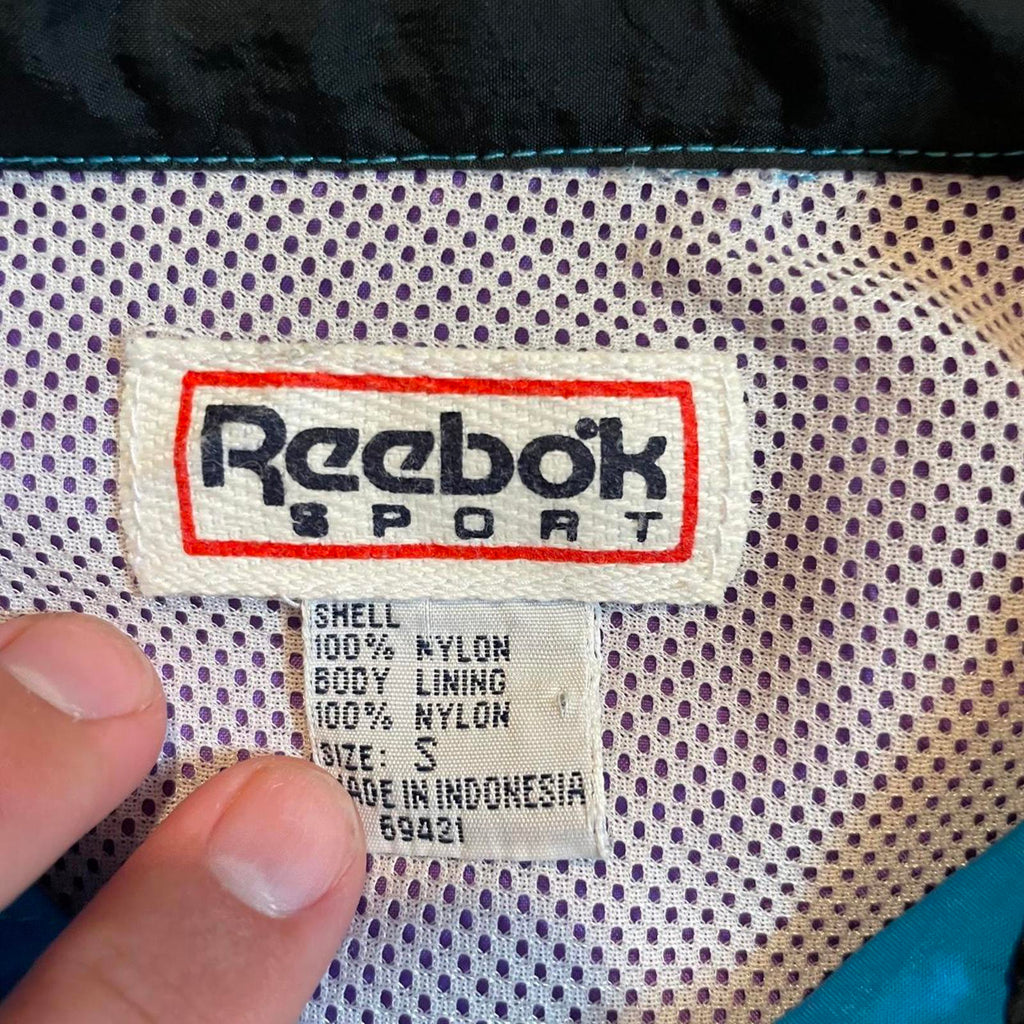 Reebok
SPORT
SHELL
100% NYLON
BODY LINING
100% NYLON
SIZE: S
MADE IN INDONESIA
69421